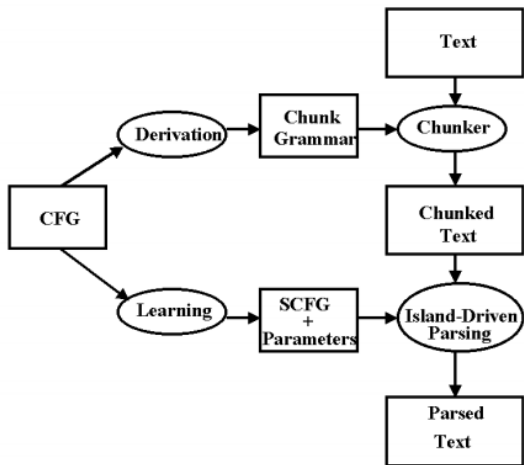 Text
Derivation
Chunk
Grammar
Chunker
CFG
Chunked
Text
Learning
SCFG
+
Parameters
Island-Driven
Parsing
Parsed
Text